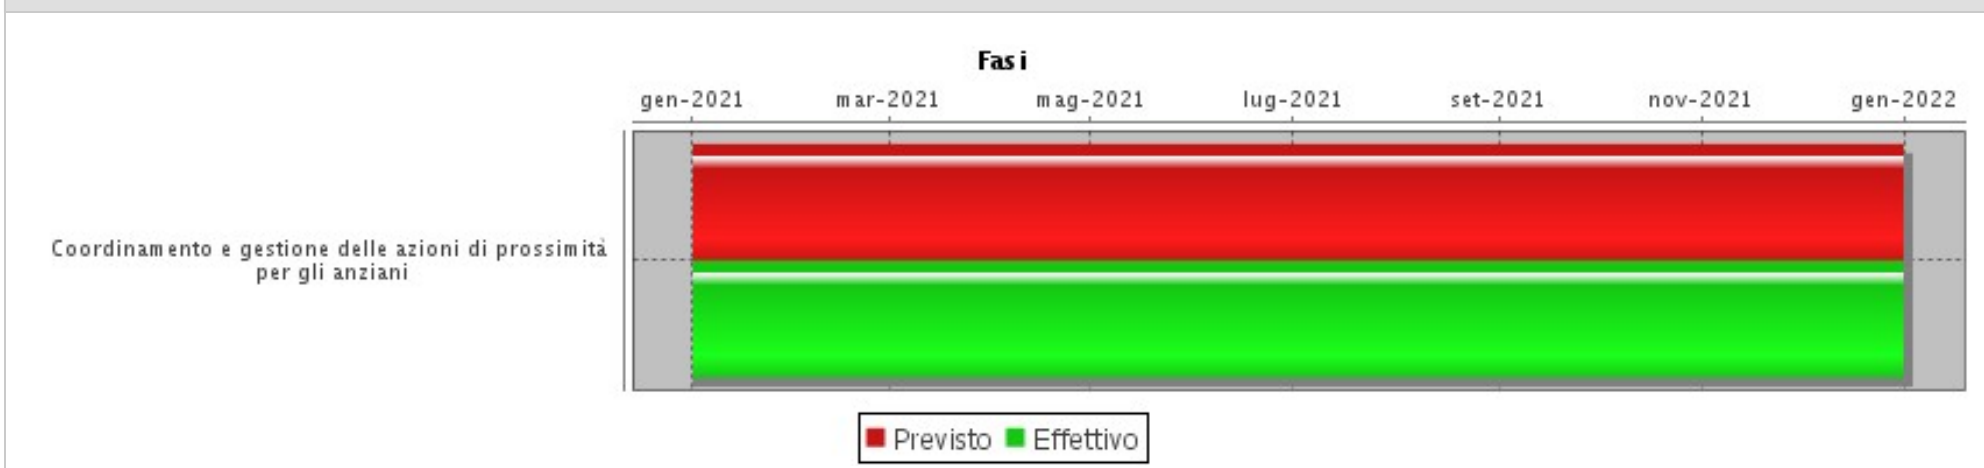 Fasi
gen-2021 mar-2021 mag-2021 lug-2021 set-2021 nov-2021 gen-2022
Coordinamento e gestione delle azioni di prossimità
per gli anziani
Previsto Effettivo